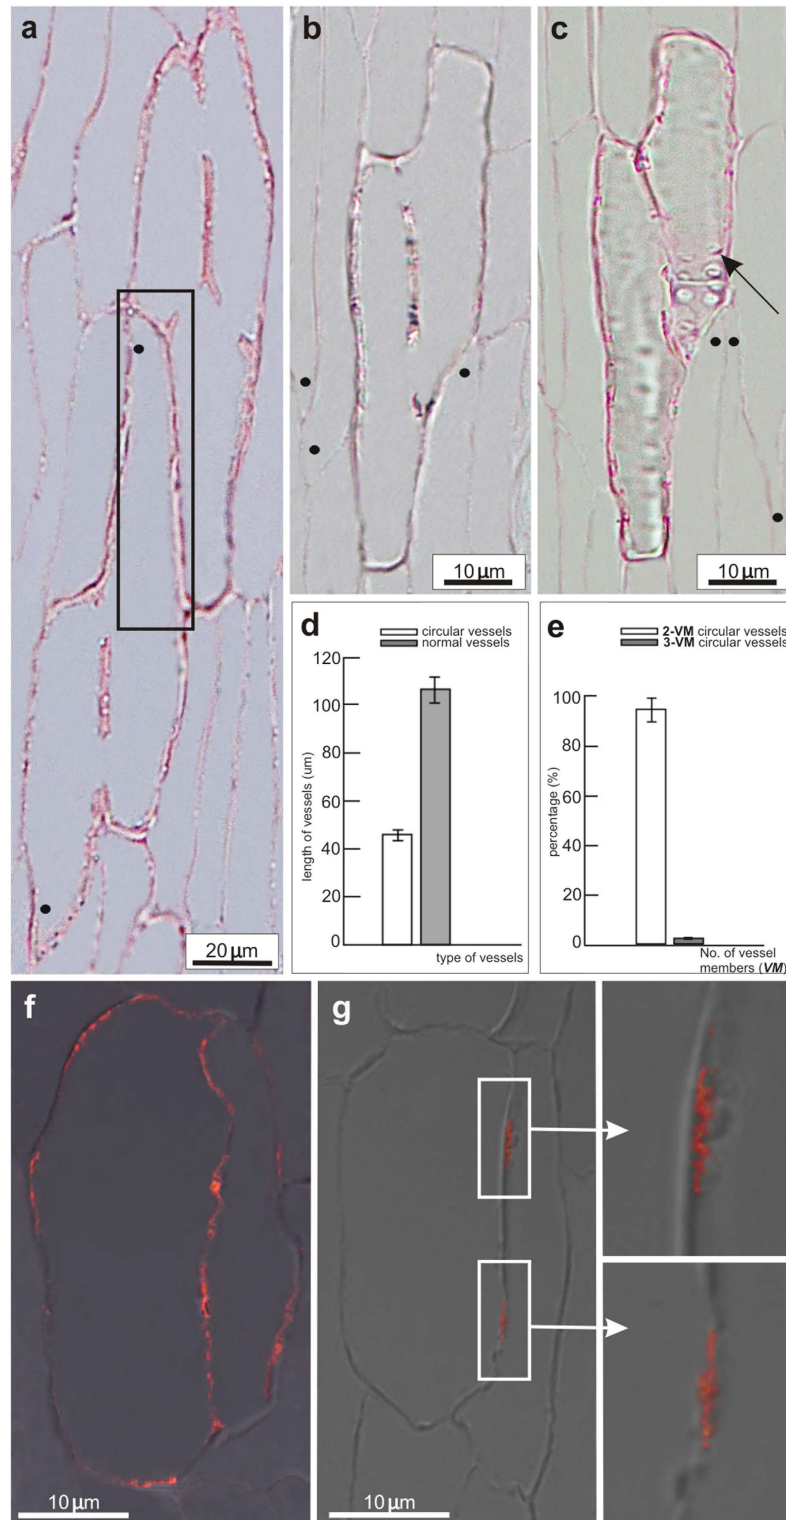 a
20 µm
b
10 µm
c
10 µm
d
circular vessels
normal vessels
120
100
80
60
40
20
0
length of vessels (um)
type of vessels
e
2-VM circular vessels
3-VM circular vessels
100
80
60
40
20
0
percentage (%)
No. of vessel
members (VM)
f
10 µm
g
10 µm